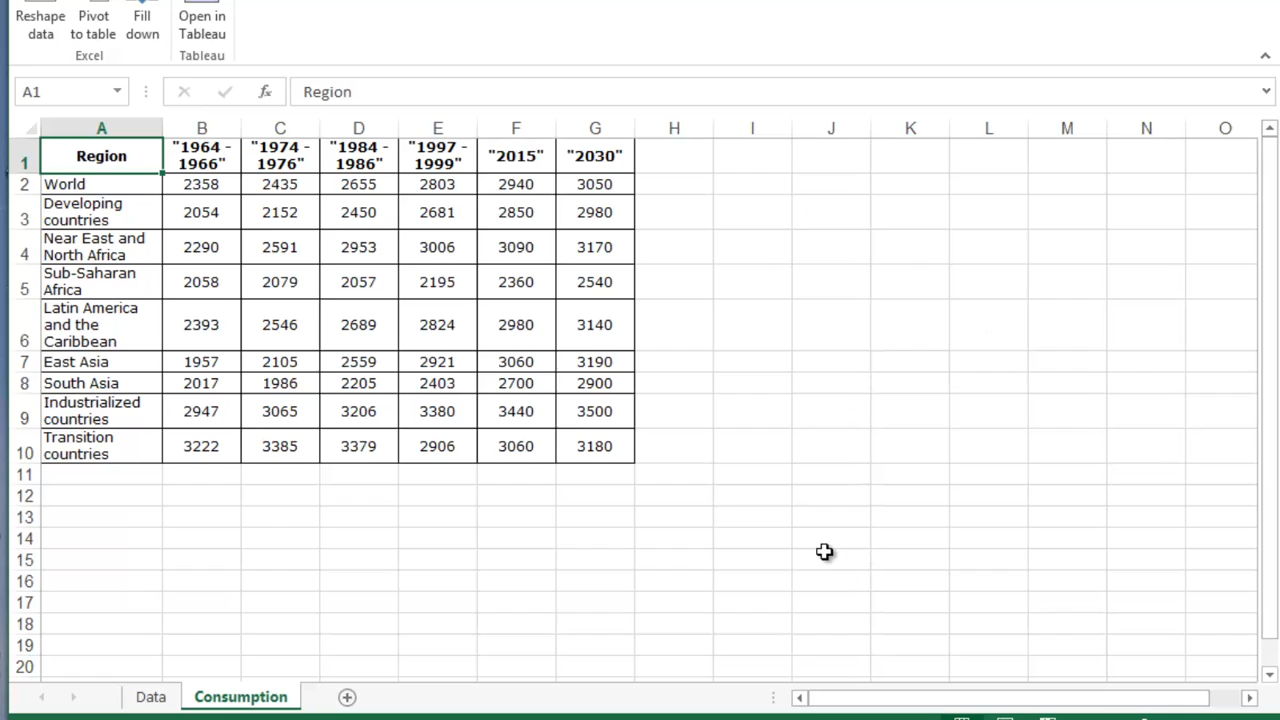 Reshape data
Pivot to table
Fill down
Open in Tableau
Excel
Tableau
A1
fx
Region
A B C D E F G H I J K L M N O
1 Region "1964 - 1966" "1974 - 1976" "1984 - 1986" "1997 - 1999" "2015" "2030"
2 World 2358 2435 2655 2803 2940 3050
3 Developing countries 2054 2152 2450 2681 2850 2980
4 Near East and North Africa 2290 2591 2953 3006 3090 3170
5 Sub-Saharan Africa 2058 2079 2057 2195 2360 2540
6 Latin America and the Caribbean 2393 2546 2689 2824 2980 3140
7 East Asia 1957 2105 2559 2921 3060 3190
8 South Asia 2017 1986 2205 2403 2700 2900
9 Industrialized countries 2947 3065 3206 3380 3440 3500
10 Transition countries 3222 3385 3379 2906 3060 3180
11
12
13
14
15
16
17
18
19
20
Data
Consumption